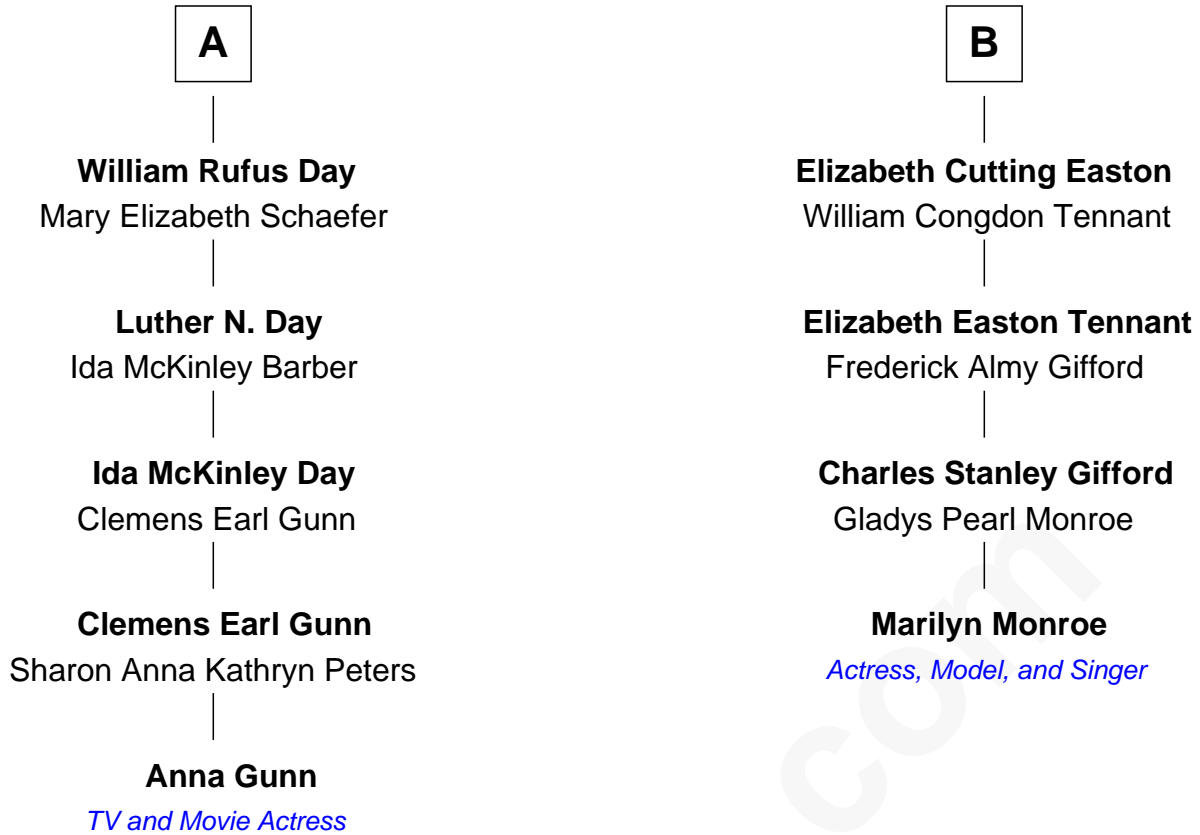 A
William Rufus Day
Mary Elizabeth Schaefer
Luther N. Day
Ida McKinley Barber
Ida McKinley Day
Clemens Earl Gunn
Clemens Earl Gunn
Sharon Anna Kathryn Peters
Anna Gunn
TV and Movie Actress
B
Elizabeth Cutting Easton
William Congdon Tennant
Elizabeth Easton Tennant
Frederick Almy Gifford
Charles Stanley Gifford
Gladys Pearl Monroe
Marilyn Monroe
Actress, Model, and Singer
com